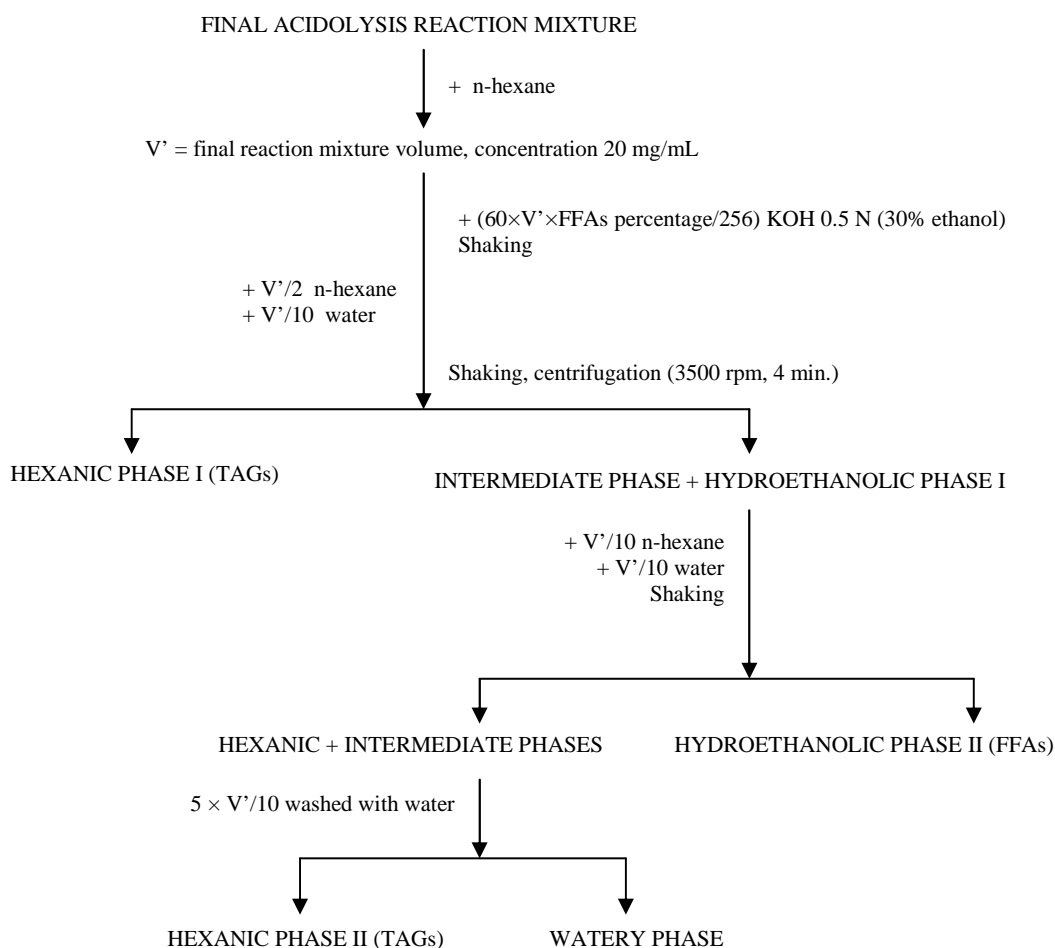 FINAL ACIDOLYSIS REACTION MIXTURE
+ n-hexane
V’ = final reaction mixture volume, concentration 20 mg/mL
+ (60×V’×FFAs percentage/256) KOH 0.5 N (30% ethanol)
Shaking
+ V’/2 n-hexane
+ V’/10 water
Shaking, centrifugation (3500 rpm, 4 min.)
HEXANIC PHASE I (TAGs)
INTERMEDIATE PHASE + HYDROETHANOLIC PHASE I
+ V’/10 n-hexane
+ V’/10 water
Shaking
HEXANIC + INTERMEDIATE PHASES
HYDROETHANOLIC PHASE II (FFAs)
5 × V’/10 washed with water
HEXANIC PHASE II (TAGs)
WATERY PHASE